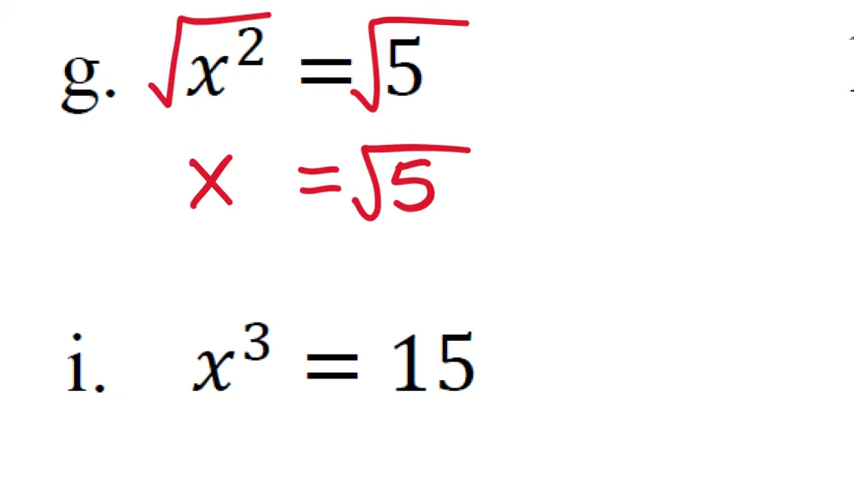 g. √x² = √5
x = √5
i. x³ = 15